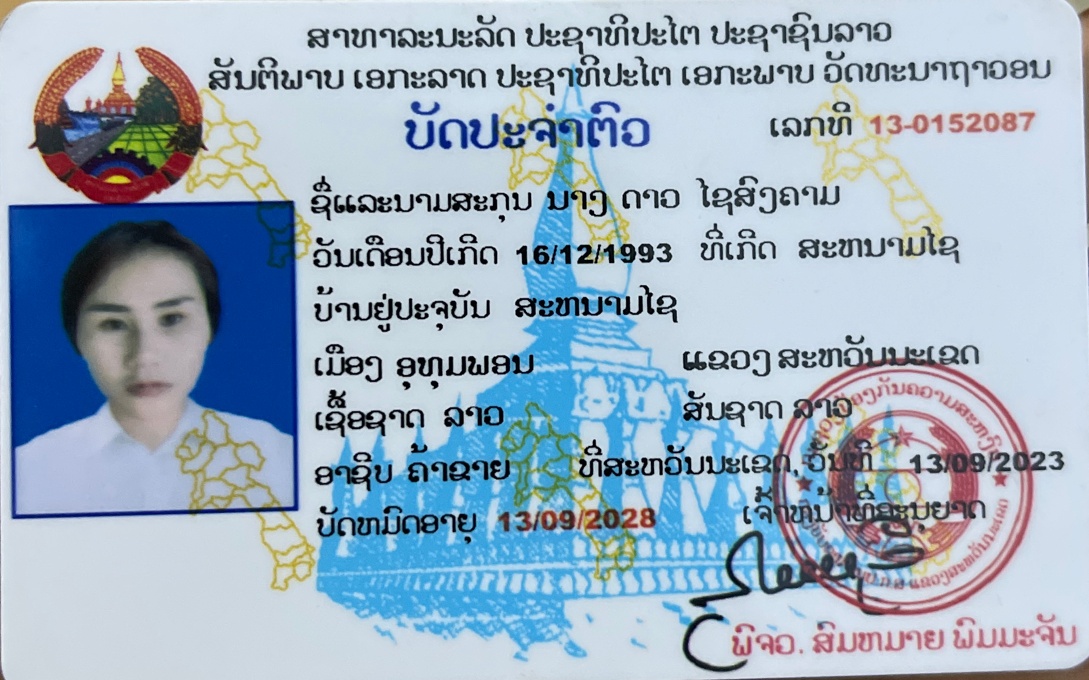 ສາທາລະນະລັດ ປະຊາທິປະໄຕ ປະຊາຊົນລາວ
ສັນຕິພາບ ເອກະລາດ ປະຊາທິປະໄຕ ເອກະພາບ ວັດທະນາຖາວອນ
ບັດປະຈຳຕົວ ເລກທີ 13-0152087
ຊື່ແລະນາມສະກຸນ ນາງ ດາວ ໄຊສົງຄາມ
ວັນເດືອນປີເກີດ 16/12/1993 ທີ່ເກີດ ສະຫນາມໄຊ
ບ້ານຢູ່ປະຈຸບັນ ສະຫນາມໄຊ
ເມືອງ ອຸທຸມພອນ ແຂວງ ສະຫວັນນະເຂດ
ເຊື້ອຊາດ ລາວ ສັນຊາດ ລາວ
ອາຊີບ ຄ້າຂາຍ ທີ່ສະຫວັນນະເຂດ, ວັນທີ 13/09/2023
ບັດຫມົດອາຍຸ 13/09/2028 ເຈົ້າຫນ້າທີ່ອະນຸຍາດ
ພັຈວ. ສົມຫມາຍ ພິມມະຈັນ